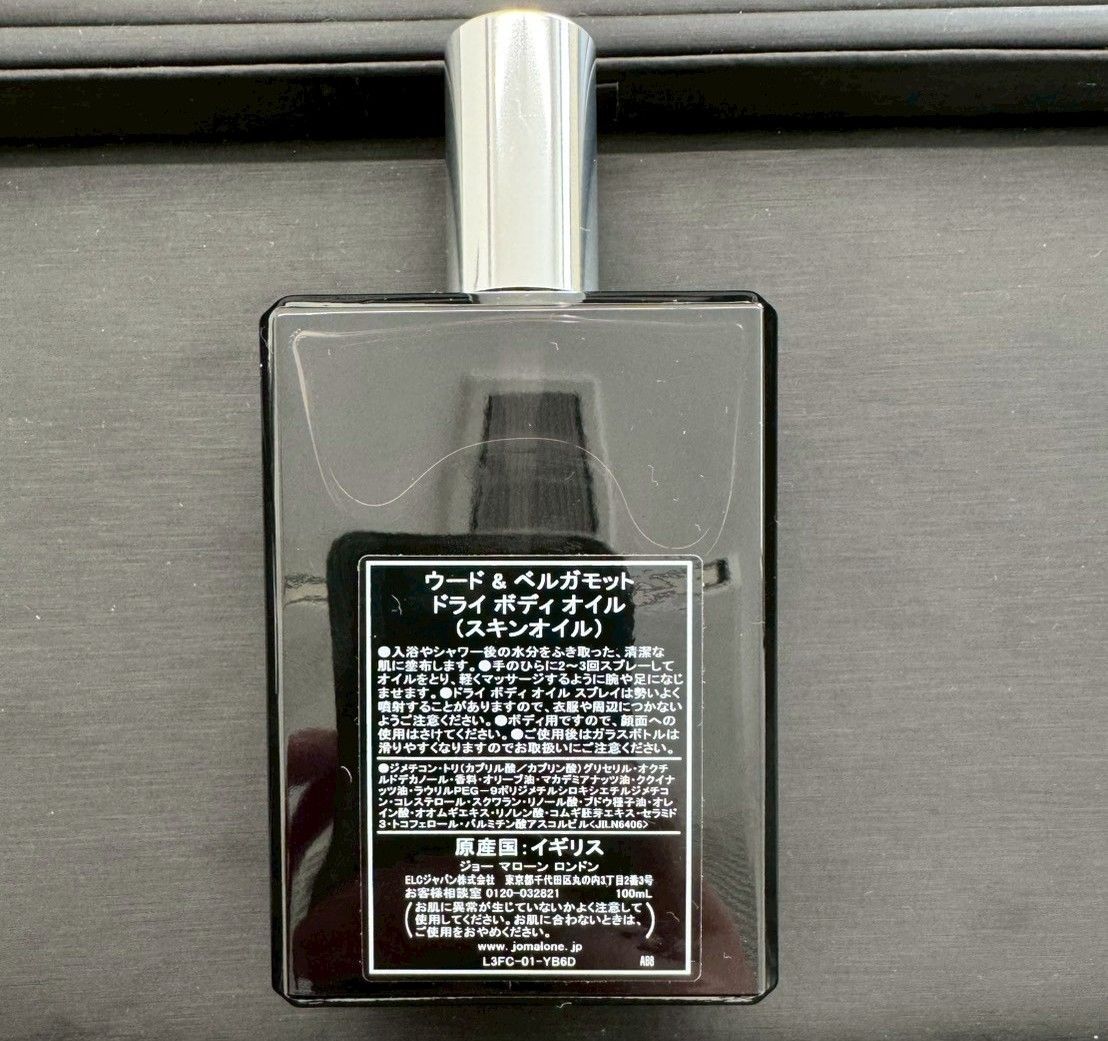 ウード & ベルガモット
ドライ ボディ オイル
(スキンオイル)
●入浴やシャワー後の水分をふき取った、清潔な
肌に塗布します。●手のひらに2〜3回スプレーして
オイルをとり、軽くマッサージするように腕や足になじ
ませます。●ドライ ボディ オイル スプレイは勢いよく
噴射することがありますので、衣服や周辺につかない
ようご注意ください。●ボディ用ですので、顔面への
使用はさけてください。●ご使用後はガラスボトルは
滑りやすくなりますのでお取扱いにご注意ください。
●ジメチコン・トリ(カプリル酸/カプリン酸)グリセリル・オクチ
ルドデカノール・香料・オリーブ油・マカデミアナッツ油・ククイナ
ッツ油・ラウリルPEG-9ポリジメチルシロキシエチルジメチコ
ン・コレステロール・スクワラン・リノール酸・ブドウ種子油・オレ
イン酸・オオムギエキス・リノレン酸・コムギ胚芽エキス・セラミド
3・トコフェロール・パルミチン酸アスコルビル<JILN6406>
原産国:イギリス
ジョー マローン ロンドン
ELCジャパン株式会社 東京都千代田区丸の内3丁目2番3号
お客様相談室 0120-032821 100mL
(お肌に異常が生じていないかよく注意して
使用してください。お肌に合わないときは、
ご使用をおやめください。)
www.jomalone.jp
L3FC-01-YB6D AB8